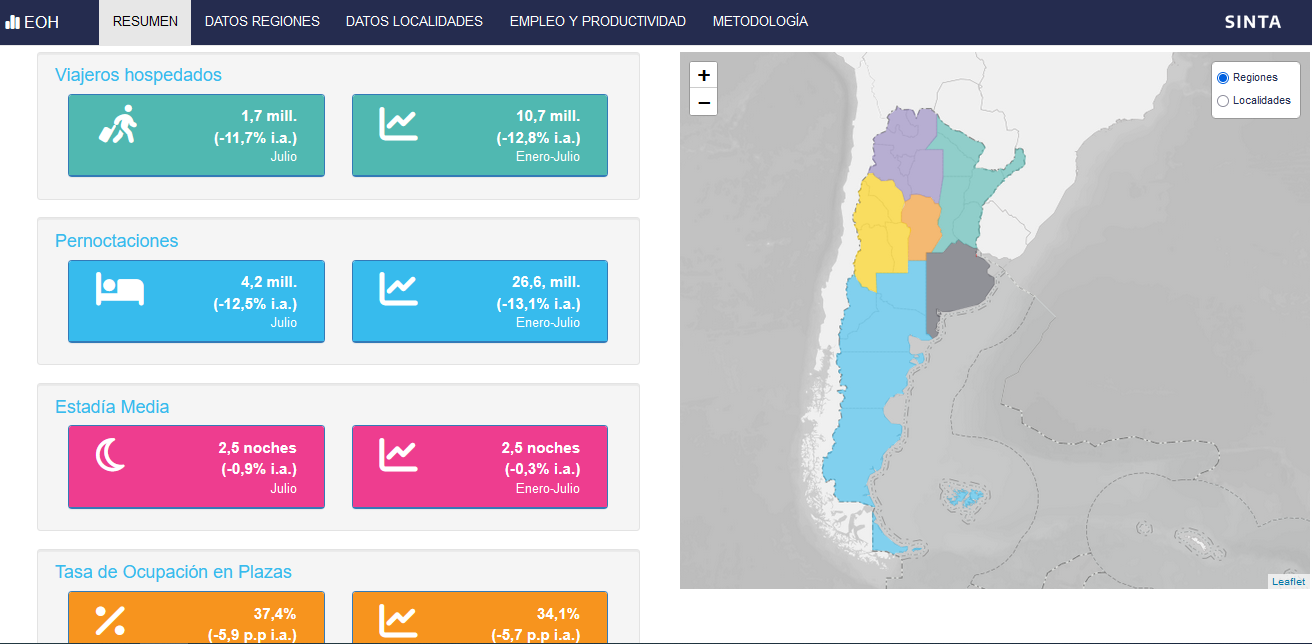 EOH
RESUMEN
DATOS REGIONES
DATOS LOCALIDADES
EMPLEO Y PRODUCTIVIDAD
METODOLOGÍA
SINTA
Viajeros hospedados
1,7 mill.
(-11,7% i.a.)
Julio
10,7 mill.
(-12,8% i.a.)
Enero-Julio
Pernoctaciones
4,2 mill.
(-12,5% i.a.)
Julio
26,6, mill.
(-13,1% i.a.)
Enero-Julio
Estadía Media
2,5 noches
(-0,9% i.a.)
Julio
2,5 noches
(-0,3% i.a.)
Enero-Julio
Tasa de Ocupación en Plazas
37,4%
(-5,9 p.p i.a.)
34,1%
(-5,7 p.p i.a.)
+
−
Regiones
Localidades
Leaflet